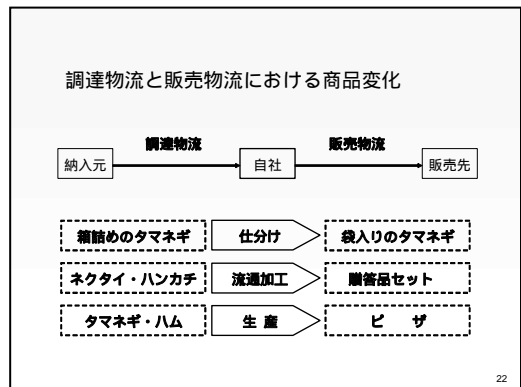 調達物流と販売物流における商品変化
調達物流 販売物流
納入元 自社 販売先
箱詰めのタマネギ 仕分け 袋入りのタマネギ
ネクタイ・ハンカチ 流通加工 贈答品セット
タマネギ・ハム 生 産 ピ ザ
22